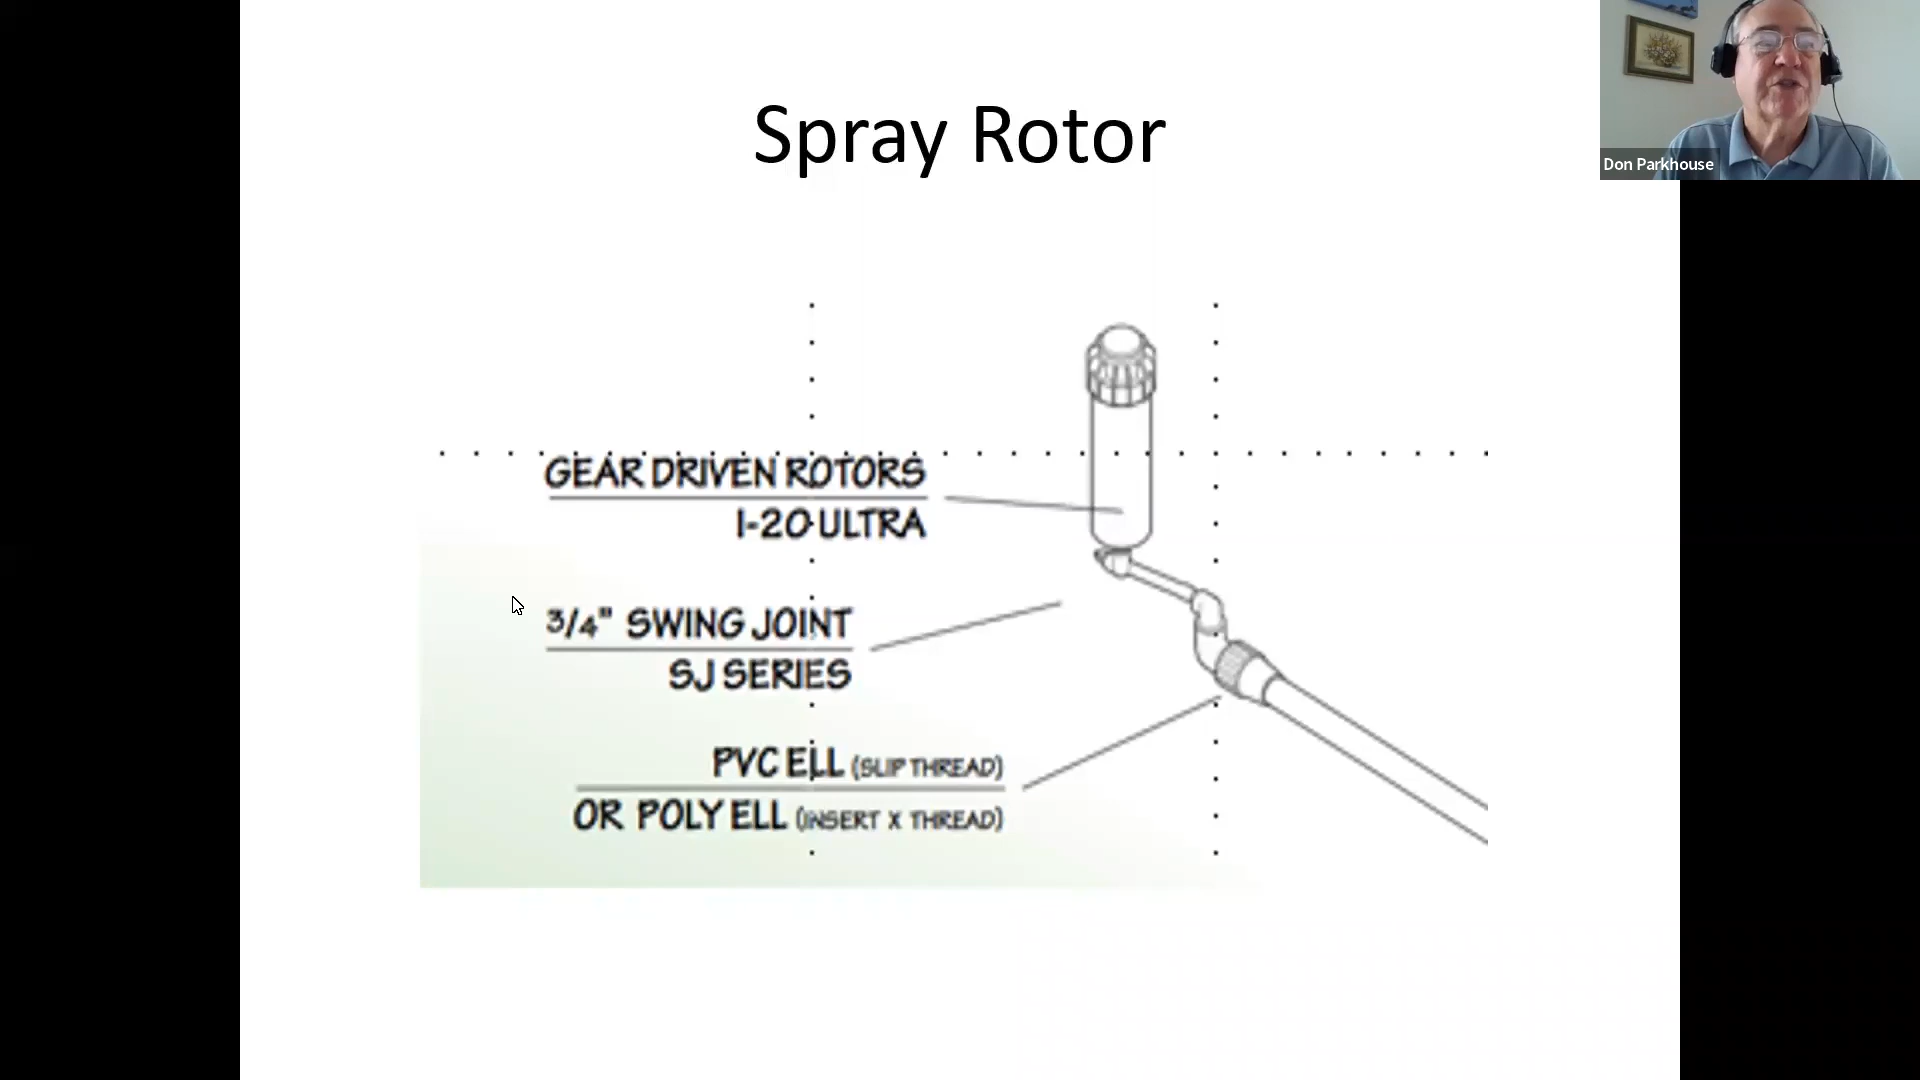 Spray Rotor
Don Parkhouse
GEAR DRIVEN ROTORS
I-20 ULTRA
3/4" SWING JOINT
SJ SERIES
PVC ELL (SLIP THREAD)
OR POLY ELL (INSERT X THREAD)